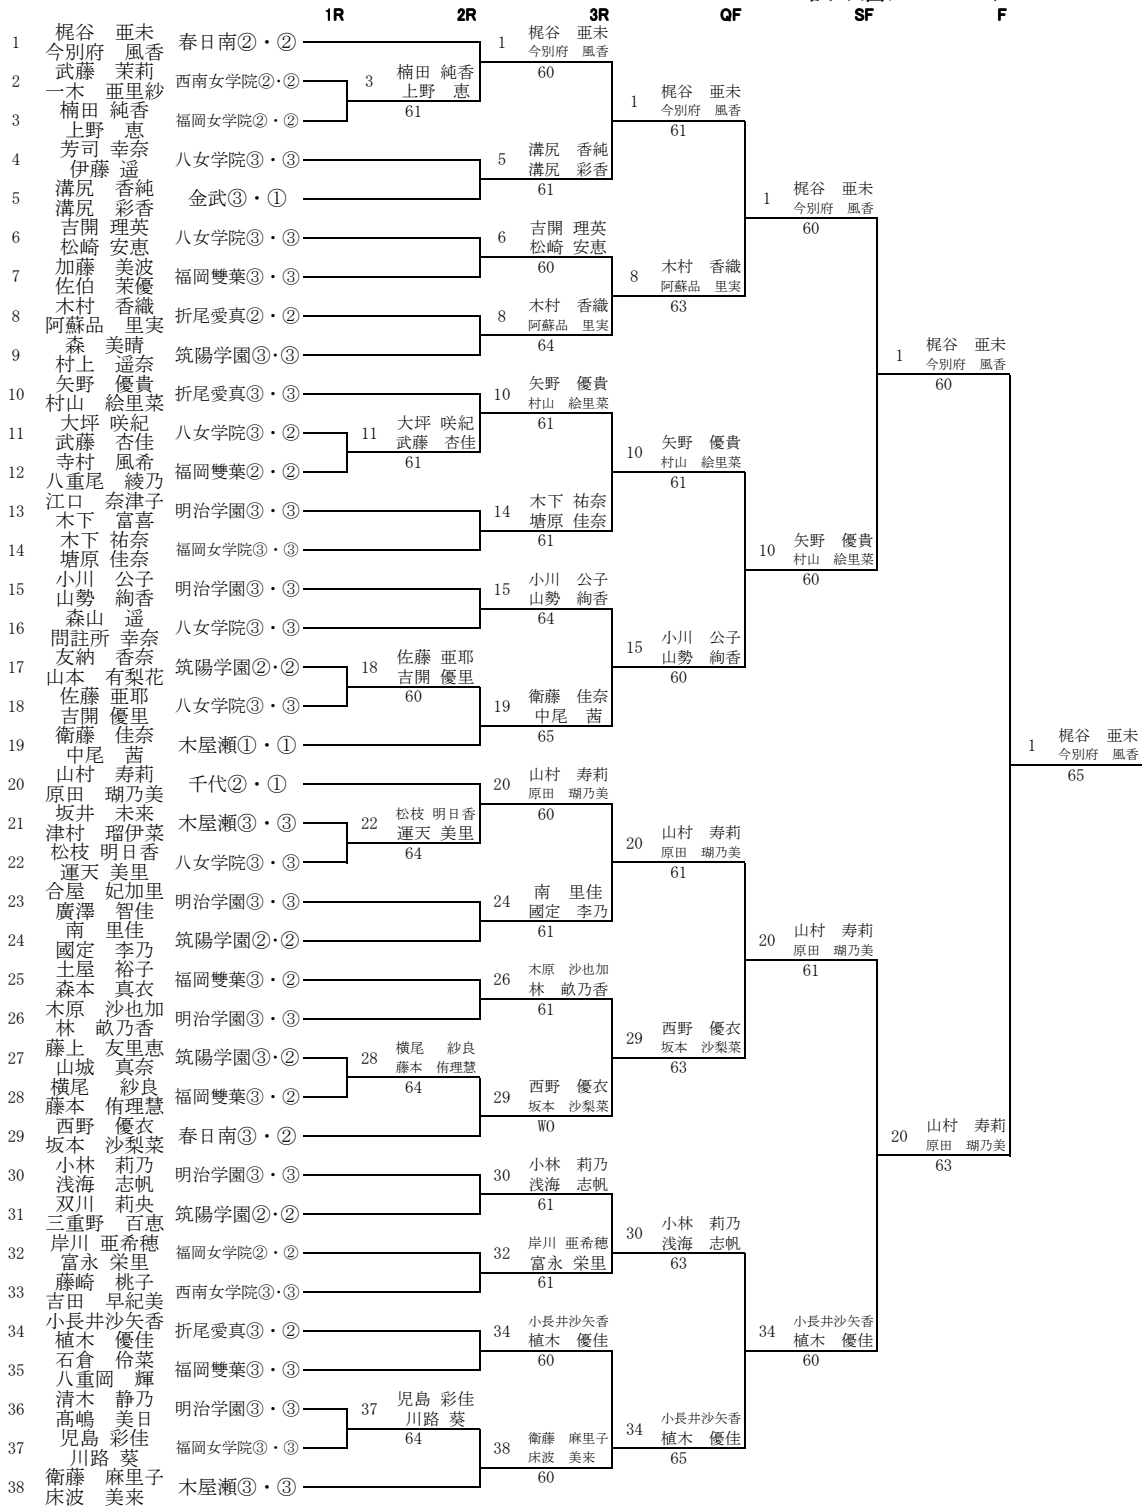 1R 2R 3R QF SF F
1 梶谷　亜未
今別府　風香 春日南②・②
2 武藤　茉莉
一木　亜里紗 西南女学院②・②
3 楠田 純香
上野　恵 福岡女学院②・②
4 芳司 幸奈
伊藤 遥 八女学院③・③
5 溝尻　香純
溝尻　彩香 金武③・①
6 吉開 理英
松崎 安恵 八女学院③・③
7 加藤　美波
佐伯　茉優 福岡雙葉③・③
8 木村　香織
阿蘇品　里実 折尾愛真②・②
9 森　美晴
村上　遥奈 筑陽学園③・③
10 矢野　優貴
村山　絵里菜 折尾愛真③・③
11 大坪 咲紀
武藤　杏佳 八女学院③・②
12 寺村　風希
八重尾　綾乃 福岡雙葉②・②
13 江口　奈津子
木下　富喜 明治学園③・③
14 木下 祐奈
塘原 佳奈 福岡女学院③・③
15 小川　公子
山勢　絢香 明治学園③・③
16 森山　遥
問註所 幸奈 八女学院③・③
17 友納　香奈
山本　有梨花 筑陽学園②・②
18 佐藤 亜耶
吉開 優里 八女学院③・③
19 衛藤　佳奈
中尾　茜 木屋瀬①・①
20 山村　寿莉
原田　瑚乃美 千代②・①
21 坂井　未来
津村　瑠伊菜 木屋瀬③・③
22 松枝 明日香
運天 美里 八女学院③・③
23 合屋　妃加里
廣澤　智佳 明治学園③・③
24 南　里佳
國定　李乃 筑陽学園②・②
25 土屋　裕子
森本　真衣 福岡雙葉③・②
26 木原　沙也加
林　畝乃香 明治学園③・③
27 藤上　友里恵
山城　真奈 筑陽学園③・②
28 横尾　紗良
藤本　侑理慧 福岡雙葉③・②
29 西野　優衣
坂本　沙梨菜 春日南③・②
30 小林　莉乃
浅海　志帆 明治学園③・③
31 双川　莉央
三重野　百恵 筑陽学園②・②
32 岸川 亜希穂
富永 栄里 福岡女学院②・②
33 藤崎　桃子
吉田　早紀美 西南女学院③・③
34 小長井沙矢香
植木　優佳 折尾愛真③・②
35 石倉　伶菜
八重岡　輝 福岡雙葉③・③
36 清木　静乃
髙嶋　美日 明治学園③・③
37 児島 彩佳
川路 葵 福岡女学院③・③
38 衛藤　麻里子
床波　美来 木屋瀬③・③
3 楠田 純香
上野　恵
61
11 大坪 咲紀
武藤　杏佳
61
18 佐藤 亜耶
吉開 優里
60
22 松枝 明日香
運天 美里
64
28 横尾　紗良
藤本　侑理慧
64
37 児島 彩佳
川路 葵
64
1 梶谷　亜未
今別府　風香
60
5 溝尻　香純
溝尻　彩香
61
6 吉開 理英
松崎 安恵
60
8 木村　香織
阿蘇品　里実
64
10 矢野　優貴
村山　絵里菜
61
14 木下 祐奈
塘原 佳奈
61
15 小川　公子
山勢　絢香
64
19 衛藤　佳奈
中尾　茜
65
20 山村　寿莉
原田　瑚乃美
60
24 南　里佳
國定　李乃
61
26 木原　沙也加
林　畝乃香
61
29 西野　優衣
坂本　沙梨菜
WO
30 小林　莉乃
浅海　志帆
61
32 岸川 亜希穂
富永 栄里
61
34 小長井沙矢香
植木　優佳
60
38 衛藤　麻里子
床波　美来
60
1 梶谷　亜未
今別府　風香
61
8 木村　香織
阿蘇品　里実
63
10 矢野　優貴
村山　絵里菜
61
15 小川　公子
山勢　絢香
60
20 山村　寿莉
原田　瑚乃美
61
29 西野　優衣
坂本　沙梨菜
63
30 小林　莉乃
浅海　志帆
63
34 小長井沙矢香
植木　優佳
65
1 梶谷　亜未
今別府　風香
60
10 矢野　優貴
村山　絵里菜
60
20 山村　寿莉
原田　瑚乃美
61
34 小長井沙矢香
植木　優佳
60
1 梶谷　亜未
今別府　風香
60
20 山村　寿莉
原田　瑚乃美
63
1 梶谷　亜未
今別府　風香
65